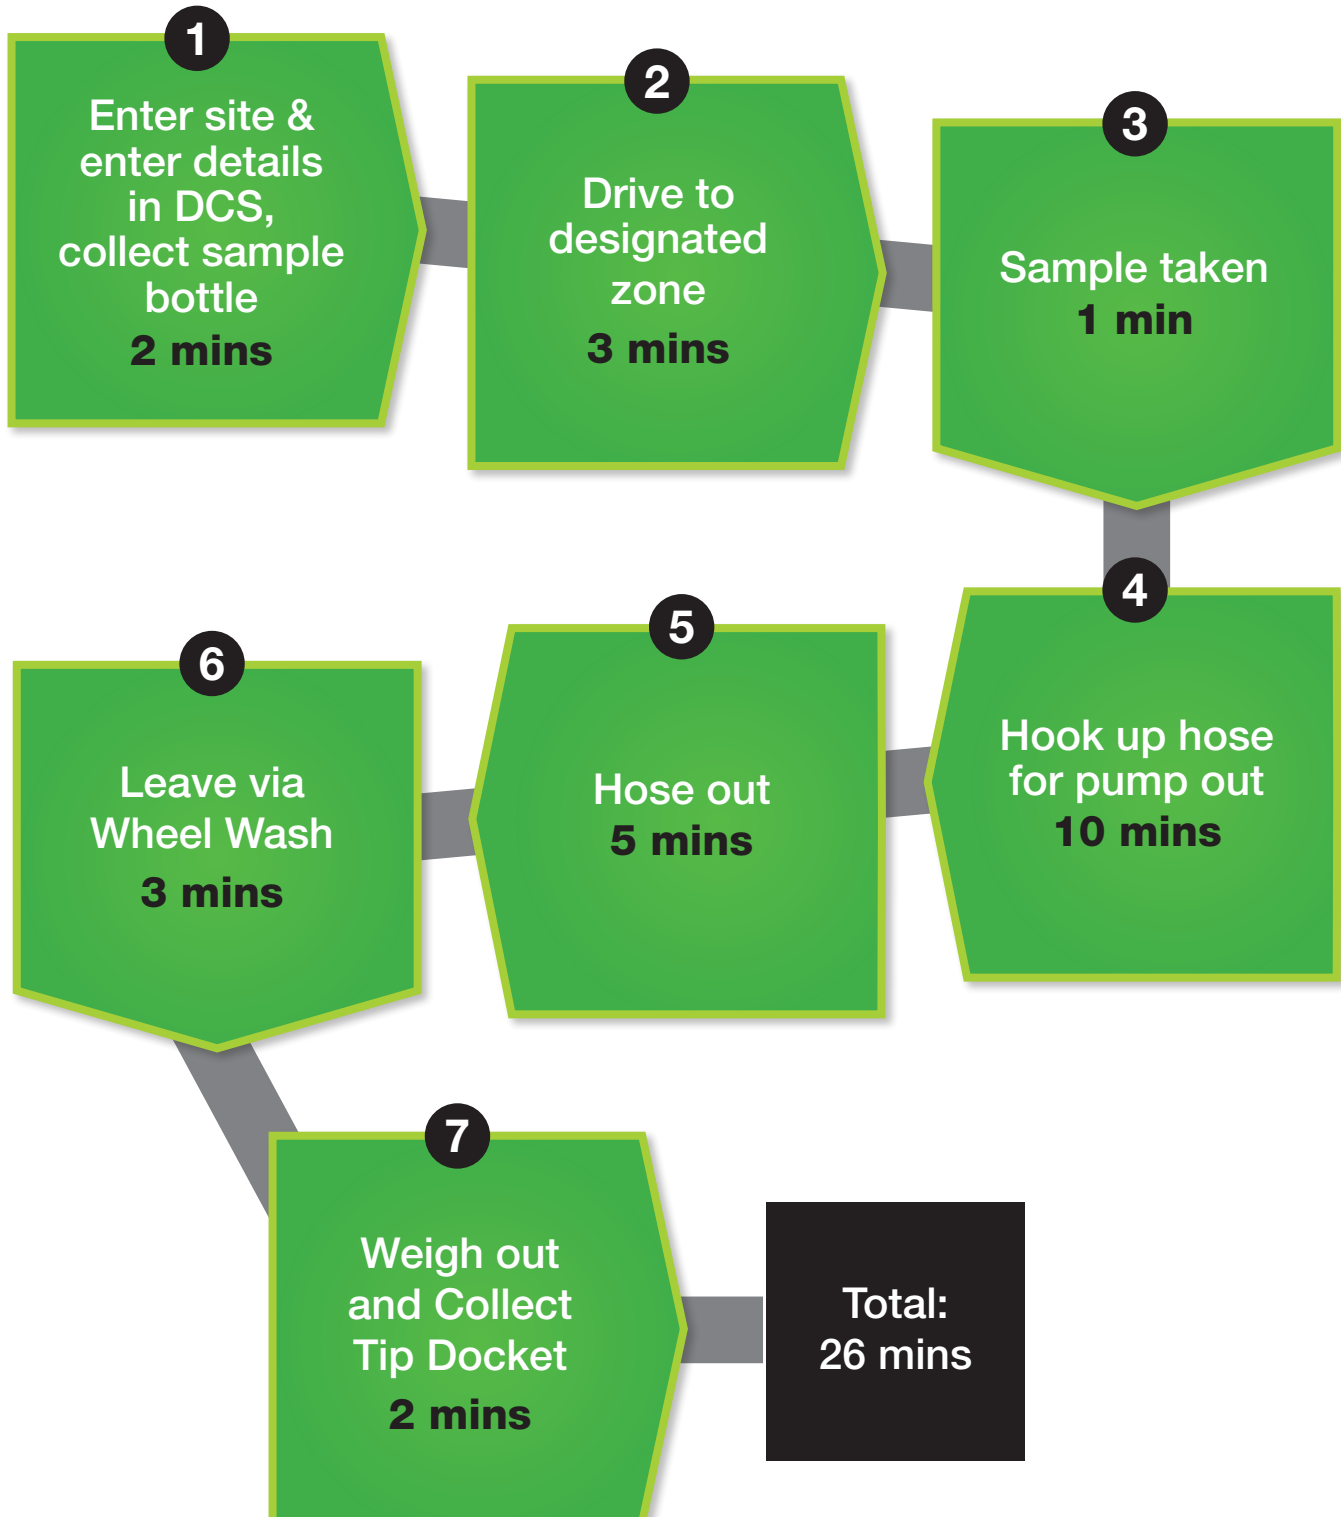 1
Enter site &
enter details
in DCS,
collect sample
bottle
2 mins
2
Drive to
designated
zone
3 mins
3
Sample taken
1 min
4
Hook up hose
for pump out
10 mins
5
Hose out
5 mins
6
Leave via
Wheel Wash
3 mins
7
Weigh out
and Collect
Tip Docket
2 mins
Total:
26 mins